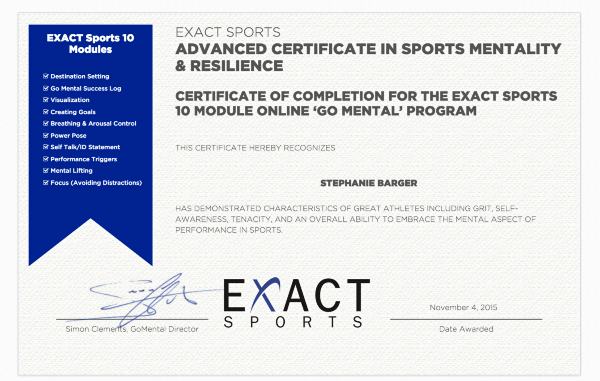 EXACT Sports 10
Modules
Destination Setting
Go Mental Success Log
Visualization
Creating Goals
Breathing & Arousal Control
Power Pose
Self Talk/ID Statement
Performance Triggers
Mental Lifting
Focus (Avoiding Distractions)
EXACT SPORTS
ADVANCED CERTIFICATE IN SPORTS MENTALITY
& RESILIENCE
CERTIFICATE OF COMPLETION FOR THE EXACT SPORTS
10 MODULE ONLINE ‘GO MENTAL’ PROGRAM
THIS CERTIFICATE HEREBY RECOGNIZES
STEPHANIE BARGER
HAS DEMONSTRATED CHARACTERISTICS OF GREAT ATHLETES INCLUDING GRIT, SELF-
AWARENESS, TENACITY, AND AN OVERALL ABILITY TO EMBRACE THE MENTAL ASPECT OF
PERFORMANCE IN SPORTS.
Simon Clements, GoMental Director
EXACT
SPORTS
November 4, 2015
Date Awarded